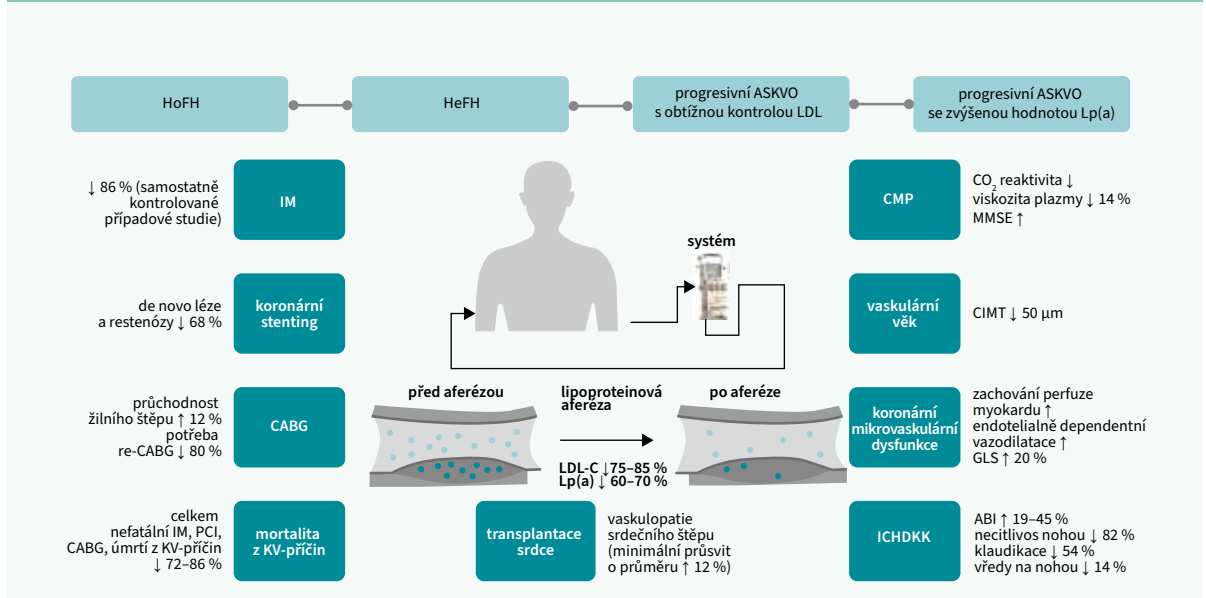 HoFH
HeFH
progresivní ASKVO
s obtížnou kontrolou LDL
progresivní ASKVO
se zvýšenou hodnotou Lp(a)
↓ 86 % (samostatně
kontrolované
případové studie)
IM
de novo léze
a restenózy ↓ 68 %
koronární
stenting
průchodnost
žilního štěpu ↑ 12 %
potřeba
re-CABG ↓ 80 %
CABG
celkem
nefatální IM, PCI,
CABG, úmrtí z KV-příčin
↓ 72–86 %
mortalita
z KV-příčin
systém
před aferézou
lipoproteinová
aferéza
po aferéze
LDL-C ↓75–85 %
Lp(a) ↓ 60–70 %
transplantace
srdce
vaskulopatie
srdečního štěpu
(minimální průsvit
o průměru ↑ 12 %)
CMP
CO₂ reaktivita ↓
viskozita plazmy ↓ 14 %
MMSE ↑
vaskulární
věk
CIMT ↓ 50 µm
koronární
mikrovaskulární
dysfunkce
zachování perfuze
myokardu ↑
endotelialně dependentní
vazodilatace ↑
GLS ↑ 20 %
ICHDKK
ABI ↑ 19–45 %
necitlivos nohou ↓ 82 %
klaudikace ↓ 54 %
vředy na nohou ↓ 14 %